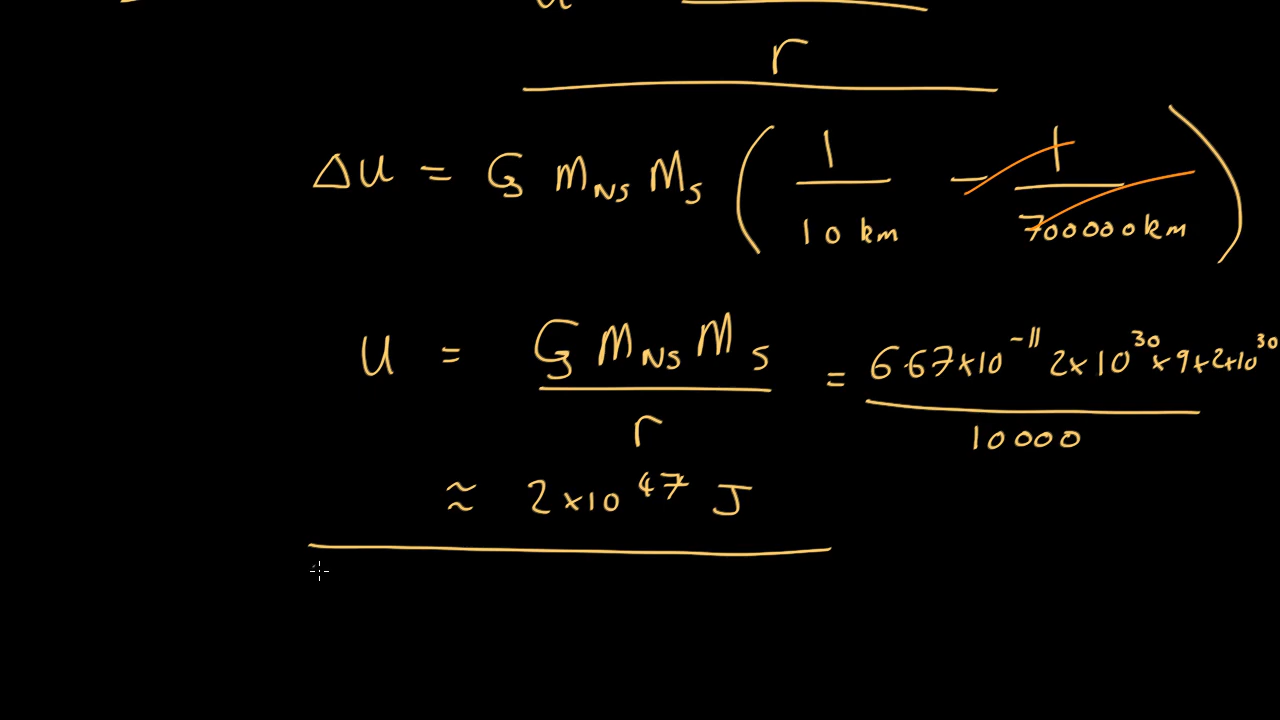 r
ΔU = G M_NS M_S ( 1/10 km - 1/700000 km )
U = G M_NS M_S / r = 6.67×10^-11 2×10^30 × 9×2×10^30 / 10000
≈ 2×10^47 J